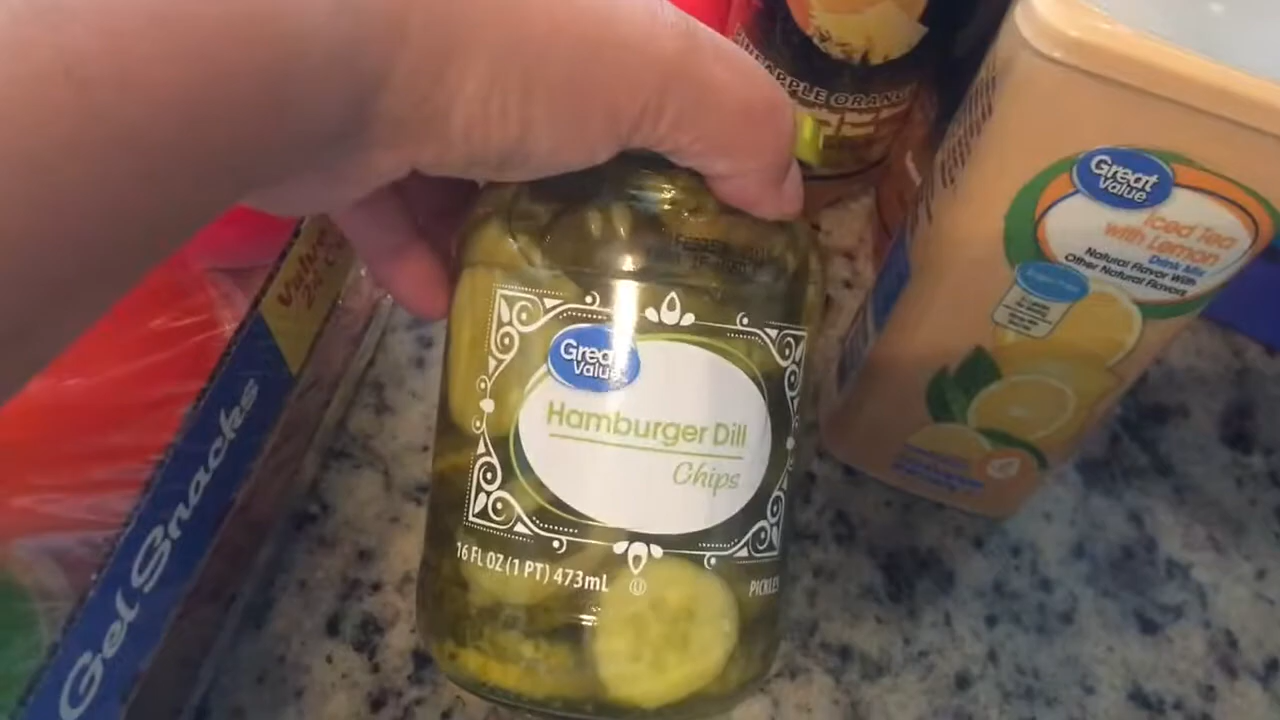 PINEAPPLE ORANGE
Great
Value
Iced Tea
with Lemon
Drink Mix
Natural Flavor With
Other Natural Flavors
Great
Value
Hamburger Dill
Chips
16 FL OZ (1 PT) 473mL
U
PICKLES
Gel Snacks